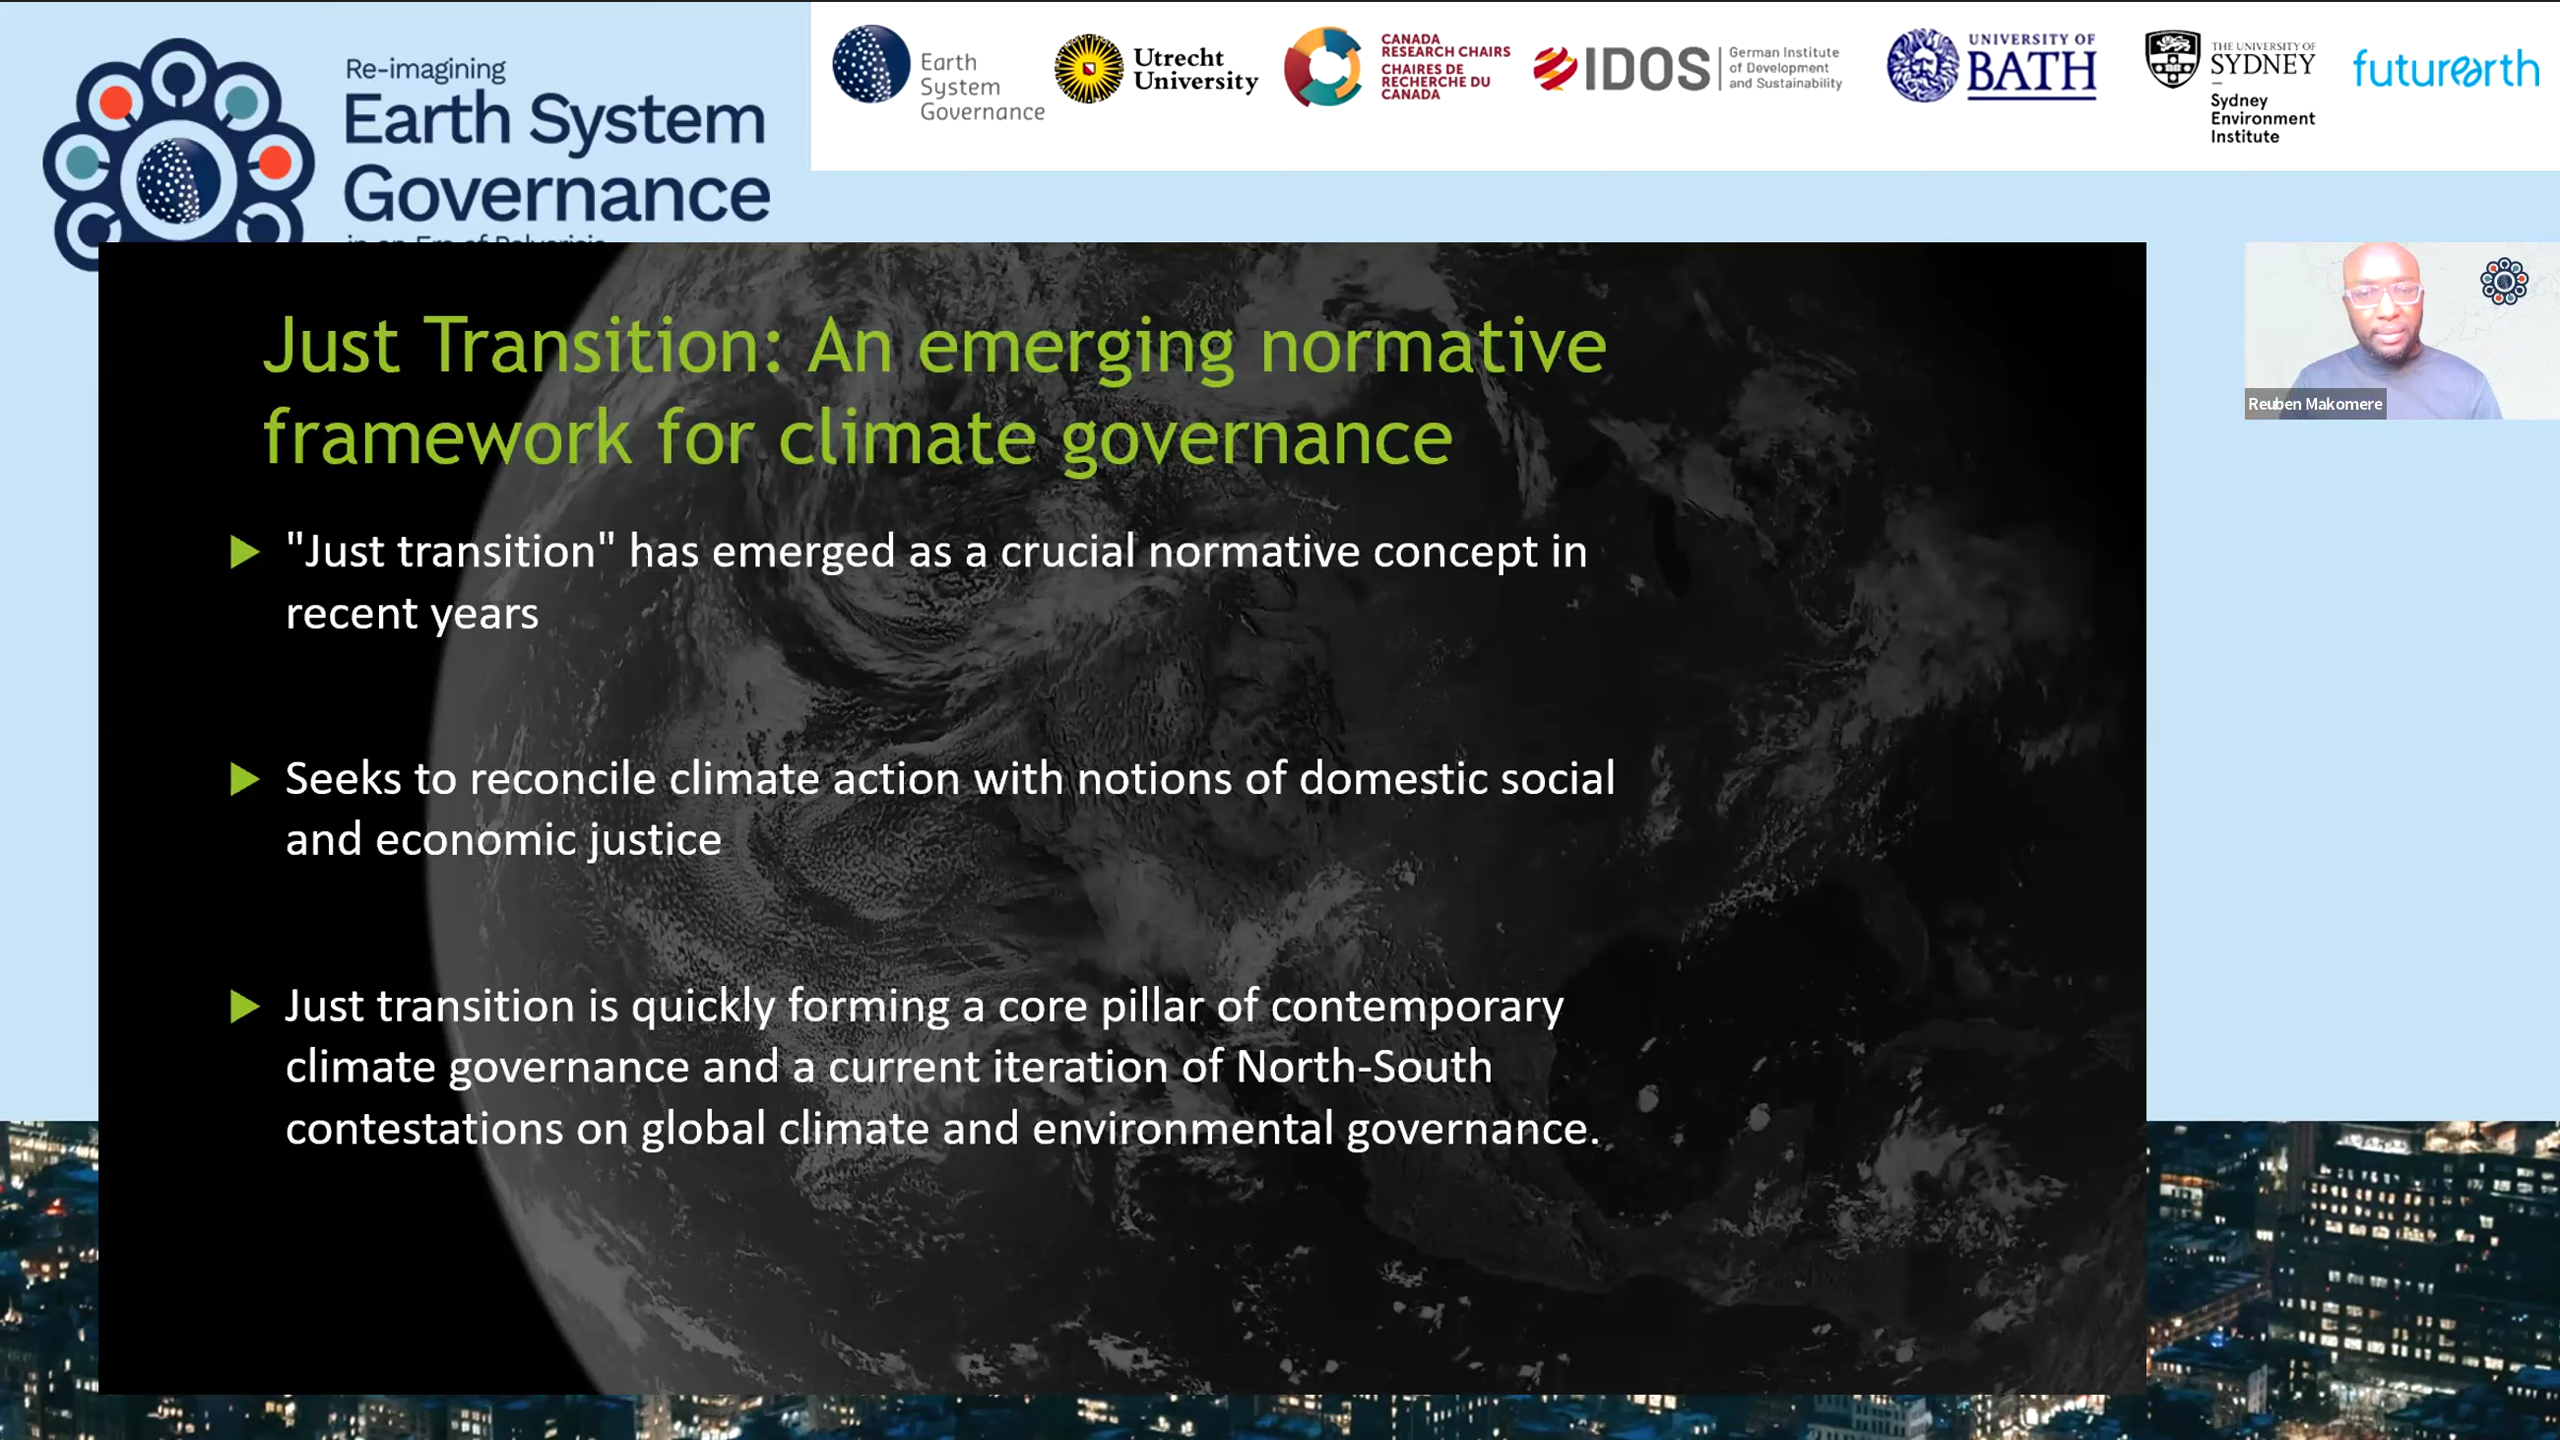 Re-imagining
Earth System
Governance
in an Era of Polycrisis
Earth
System
Governance
Utrecht
University
CANADA
RESEARCH CHAIRS
CHAIRES DE
RECHERCHE DU
CANADA
IDOS
German Institute
of Development
and Sustainability
UNIVERSITY OF
BATH
THE UNIVERSITY OF
SYDNEY
Sydney
Environment
Institute
futurearth
Just Transition: An emerging normative
framework for climate governance
"Just transition" has emerged as a crucial normative concept in
recent years
Seeks to reconcile climate action with notions of domestic social
and economic justice
Just transition is quickly forming a core pillar of contemporary
climate governance and a current iteration of North-South
contestations on global climate and environmental governance.
Reuben Makomere